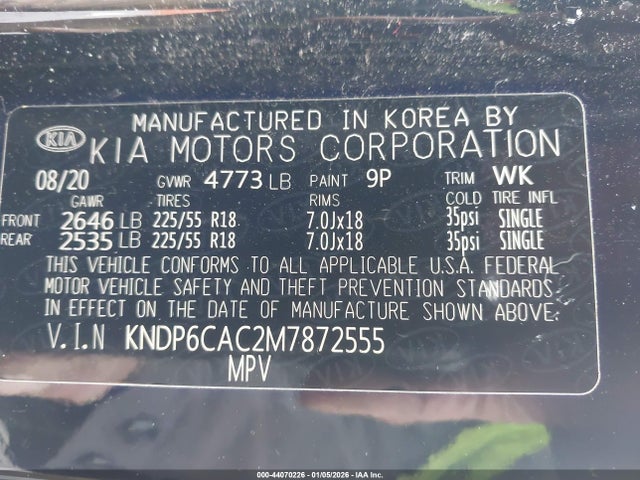 MANUFACTURED IN KOREA BY
KIA KIA MOTORS CORPORATION
08/20 GVWR 4773 LB PAINT 9P TRIM WK
GAWR TIRES RIMS COLD TIRE INFL
FRONT 2646 LB 225/55 R18 7.0Jx18 35psi SINGLE
REAR 2535 LB 225/55 R18 7.0Jx18 35psi SINGLE
THIS VEHICLE CONFORMS TO ALL APPLICABLE U.S.A. FEDERAL
MOTOR VEHICLE SAFETY AND THEFT PREVENTION STANDARDS
IN EFFECT ON THE DATE OF MANUFACTURE SHOWN ABOVE.
V.I.N KNDP6CAC2M7872555
MPV
000-44070226 - 01/05/2026 - IAA Corp.